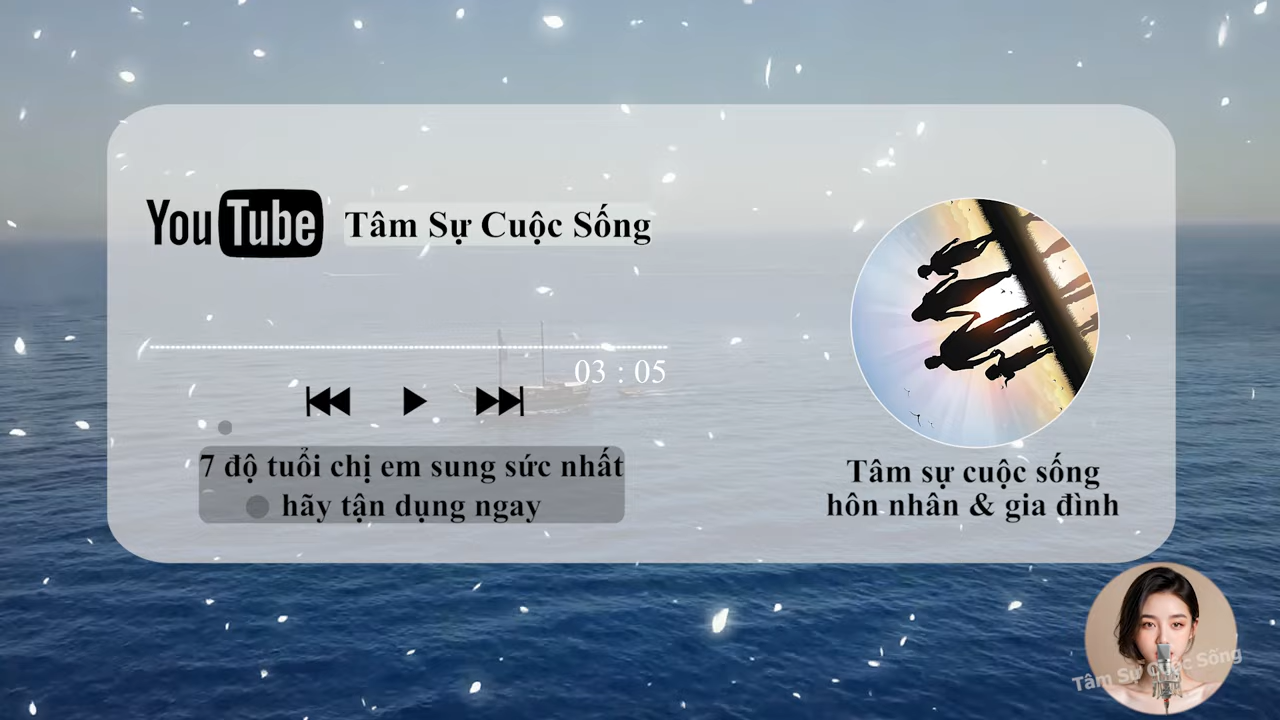 YouTube
Tâm Sự Cuộc Sống
03 : 05
7 độ tuổi chị em sung sức nhất
hãy tận dụng ngay
Tâm sự cuộc sống
hôn nhân & gia đình
Tâm Sự Cuộc Sống